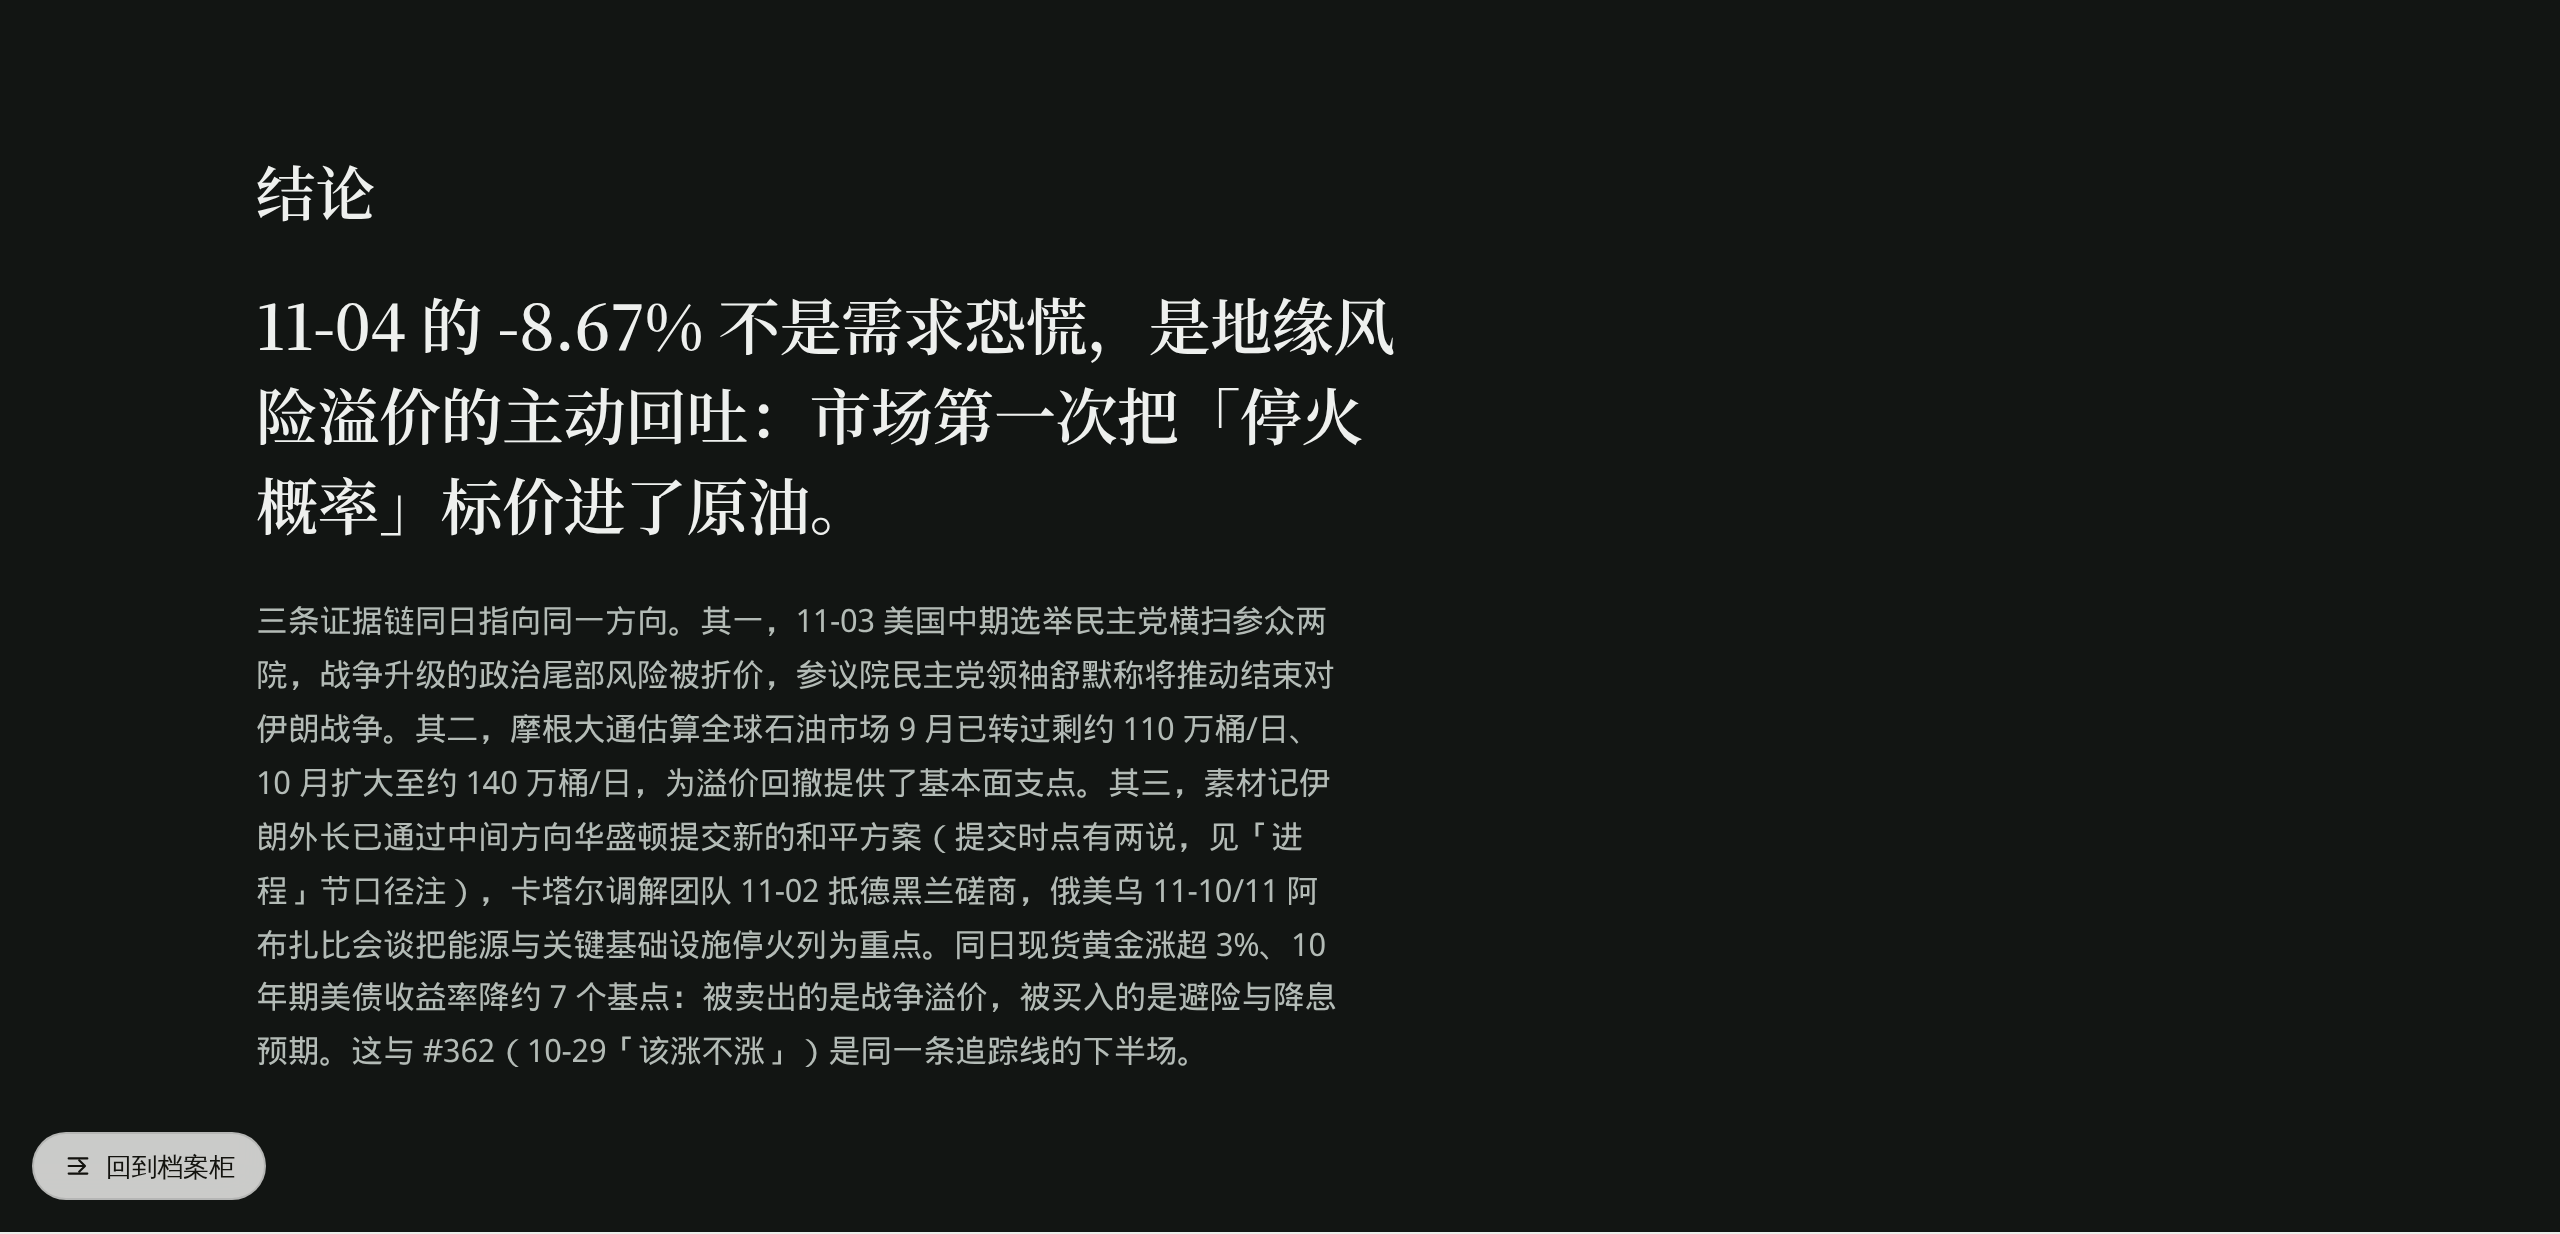 结论
11-04 的 -8.67% 不是需求恐慌，是地缘风
险溢价的主动回吐：市场第一次把「停火
概率」标价进了原油。
三条证据链同日指向同一方向。其一，11-03 美国中期选举民主党横扫参众两
院，战争升级的政治尾部风险被折价，参议院民主党领袖舒默称将推动结束对
伊朗战争。其二，摩根大通估算全球石油市场 9 月已转过剩约 110 万桶/日、
10 月扩大至约 140 万桶/日，为溢价回撤提供了基本面支点。其三，素材记伊
朗外长已通过中间方向华盛顿提交新的和平方案（提交时点有两说，见「进
程」节口径注），卡塔尔调解团队 11-02 抵德黑兰磋商，俄美乌 11-10/11 阿
布扎比会谈把能源与关键基础设施停火列为重点。同日现货黄金涨超 3%、10
年期美债收益率降约 7 个基点：被卖出的是战争溢价，被买入的是避险与降息
预期。这与 #362（10-29「该涨不涨」）是同一条追踪线的下半场。
回到档案柜